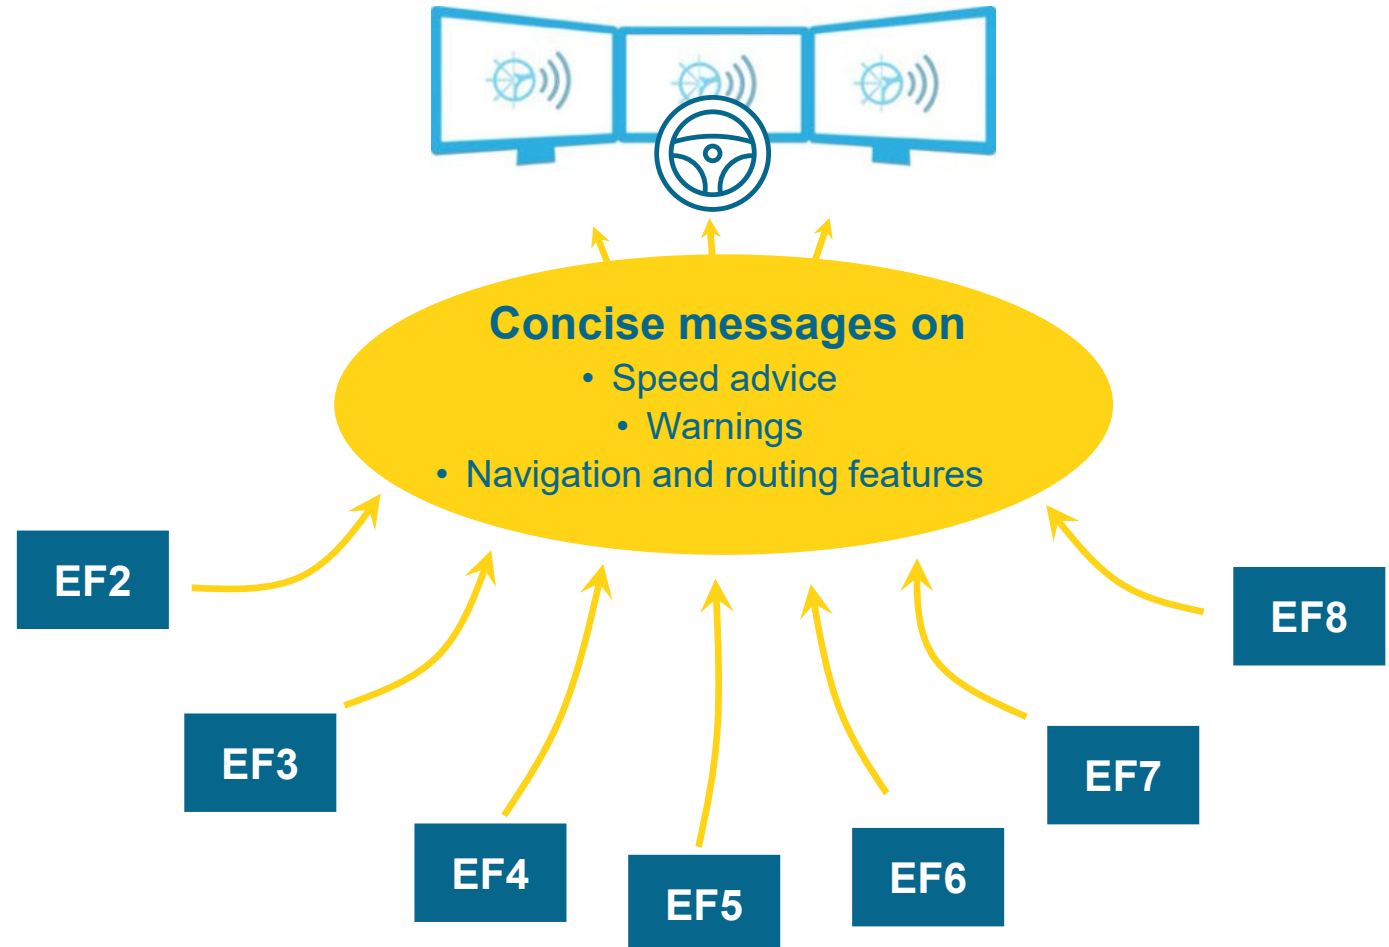 Concise messages on
• Speed advice
• Warnings
• Navigation and routing features
EF2
EF3
EF4
EF5
EF6
EF7
EF8